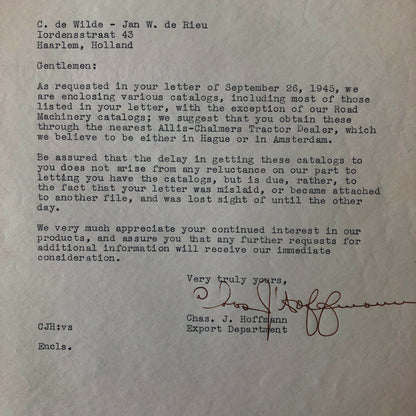 C. de Wilde - Jan W. de Rieu
Iordensstraat 43
Haarlem, Holland
Gentlemen:
As requested in your letter of September 26, 1945, we
are enclosing various catalogs, including most of those
listed in your letter, with the exception of our Road
Machinery catalogs; we suggest that you obtain these
through the nearest Allis-Chalmers Tractor Dealer, which
we believe to be either in Hague or in Amsterdam.
Be assured that the delay in getting these catalogs to
you does not arise from any reluctance on our part to
letting you have the catalogs, but is due, rather, to
the fact that your letter was mislaid, or became attached
to another file, and was lost sight of until the other
day.
We very much appreciate your continued interest in our
products, and assure you that any further requests for
additional information will receive our immediate
consideration.
Very truly yours,
Chas J Hoffmann
Chas. J. Hoffmann
Export Department
CJH:vs
Encls.